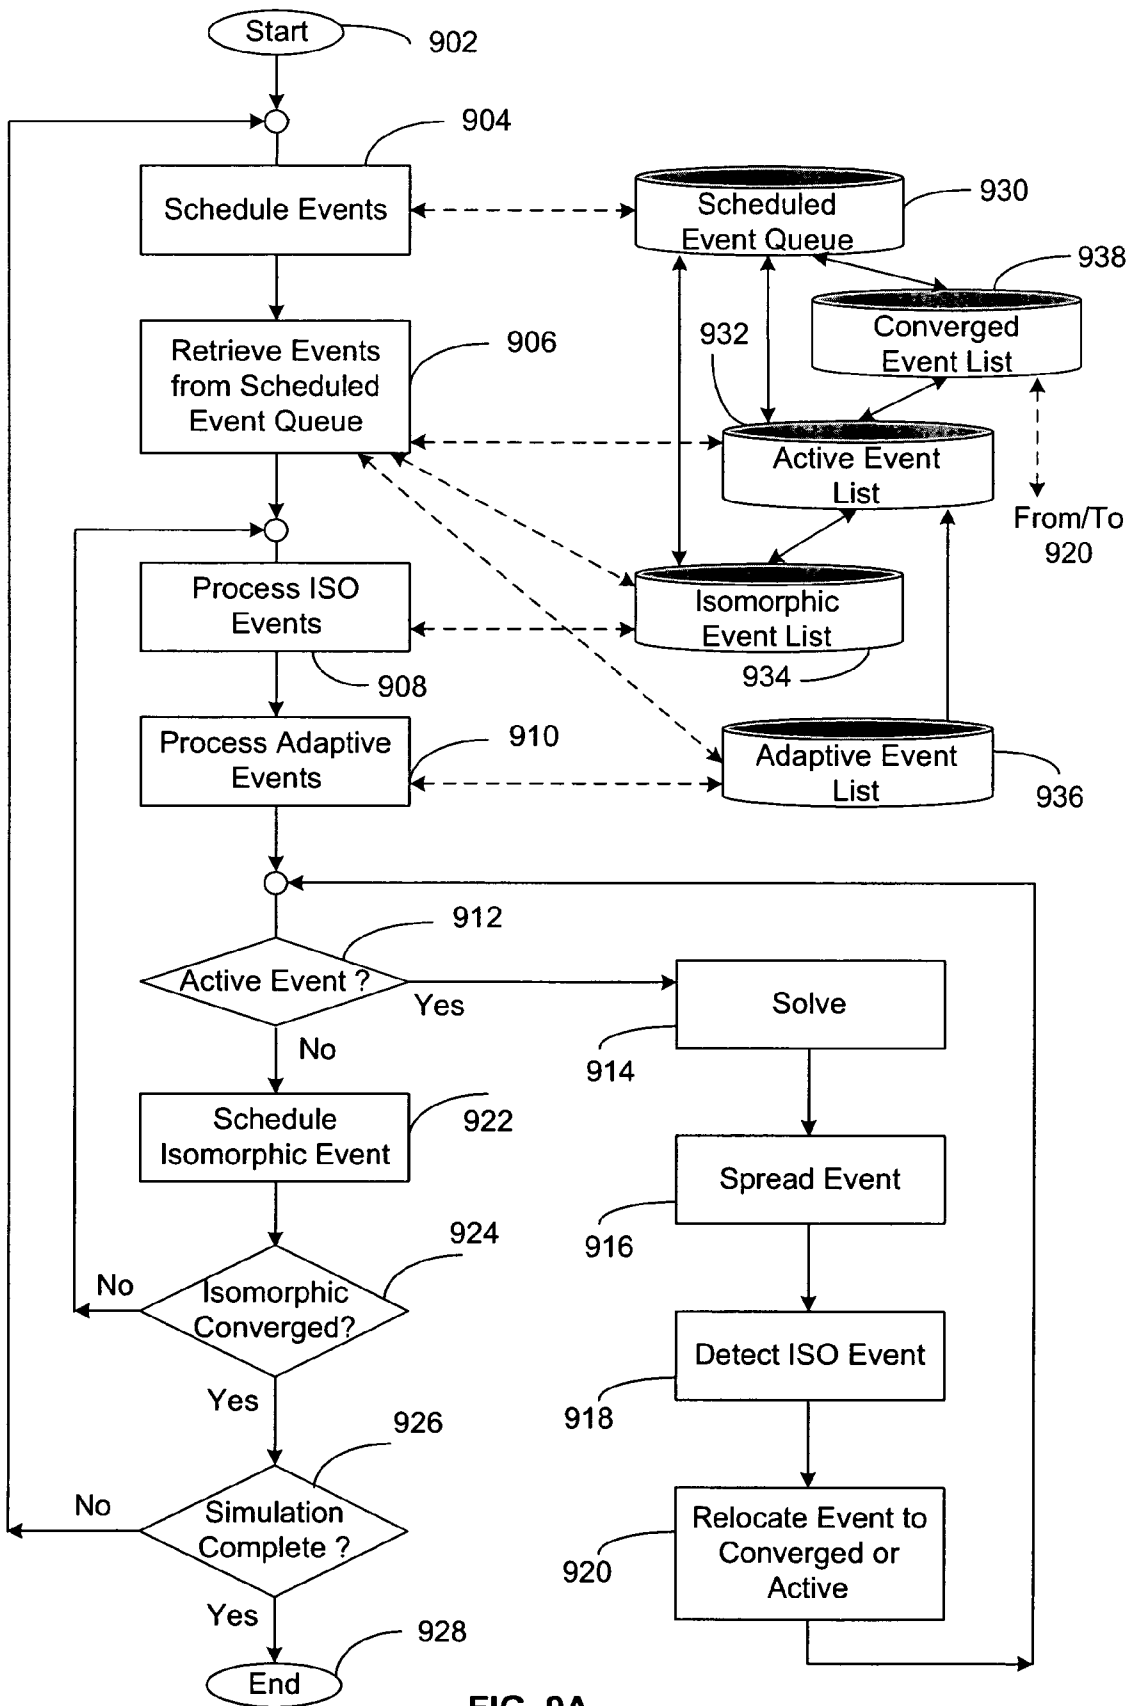 Start
902
904
Schedule Events
Scheduled
Event Queue
930
938
Retrieve Events
from Scheduled
Event Queue
906
932
Converged
Event List
Active Event
List
From/To
920
Process ISO
Events
908
Isomorphic
Event List
934
Process Adaptive
Events
910
Adaptive Event
List
936
912
Active Event ?
Yes
No
Solve
914
Schedule
Isomorphic Event
922
Spread Event
916
924
Isomorphic
Converged?
No
Yes
Detect ISO Event
918
926
Simulation
Complete ?
No
Yes
Relocate Event to
Converged or
Active
920
928
End
FIG. 9A